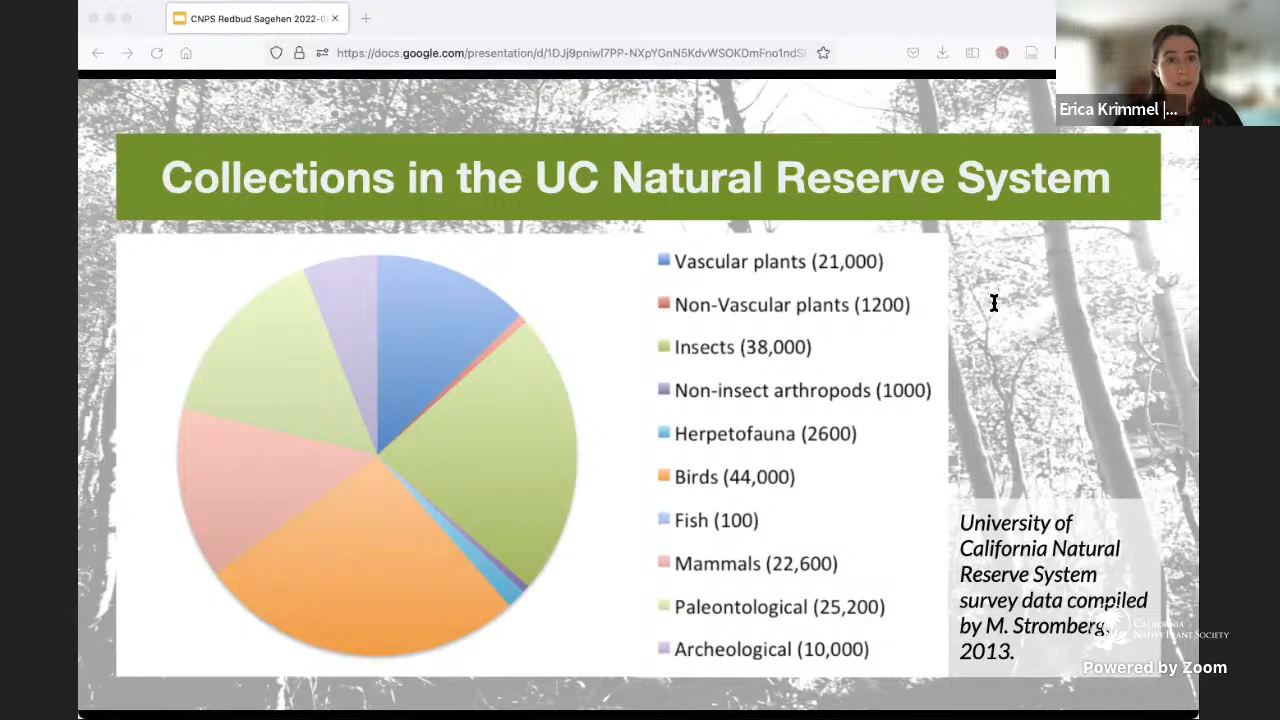 CNPS Redbud Sagehen 2022-0
https://docs.google.com/presentation/d/1DJj9pniwI7PP-NXpYGnN5KdvWSOKDmFno1ndS
Erica Krimmel |...
Collections in the UC Natural Reserve System
Vascular plants (21,000)
Non-Vascular plants (1200)
Insects (38,000)
Non-insect arthropods (1000)
Herpetofauna (2600)
Birds (44,000)
Fish (100)
Mammals (22,600)
Paleontological (25,200)
Archeological (10,000)
University of
California Natural
Reserve System
survey data compiled
by M. Stromberg,
2013.
CALIFORNIA
NATIVE PLANT SOCIETY
Powered by Zoom